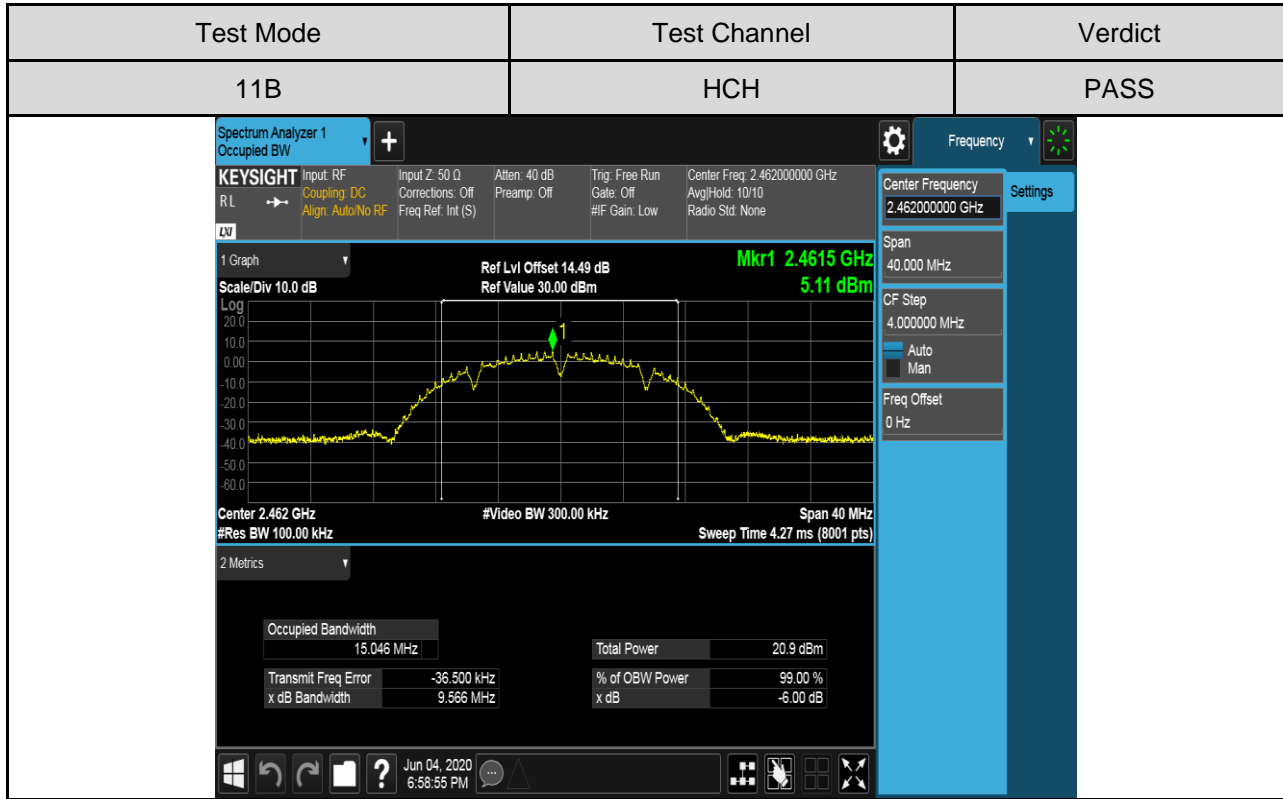 Test Mode Test Channel Verdict
11B HCH PASS
Spectrum Analyzer 1
Occupied BW
+
Frequency
KEYSIGHT Input: RF Input Z: 50 Ω Atten: 40 dB Trig: Free Run Center Freq: 2.462000000 GHz
RL Coupling: DC Corrections: Off Preamp: Off Gate: Off Avg|Hold: 10/10
Align: Auto/No RF Freq Ref: Int (S) #IF Gain: Low Radio Std: None
LXI
Center Frequency
2.462000000 GHz
Settings
Span
40.000 MHz
CF Step
4.000000 MHz
Auto
Man
Freq Offset
0 Hz
1 Graph Ref Lvl Offset 14.49 dB Mkr1 2.4615 GHz
Scale/Div 10.0 dB Ref Value 30.00 dBm 5.11 dBm
Log
20.0
10.0
0.00
-10.0
-20.0
-30.0
-40.0
-50.0
-60.0
1
Center 2.462 GHz #Video BW 300.00 kHz Span 40 MHz
#Res BW 100.00 kHz Sweep Time 4.27 ms (8001 pts)
2 Metrics
Occupied Bandwidth
15.046 MHz Total Power 20.9 dBm
Transmit Freq Error -36.500 kHz % of OBW Power 99.00 %
x dB Bandwidth 9.566 MHz x dB -6.00 dB
? Jun 04, 2020
6:58:55 PM